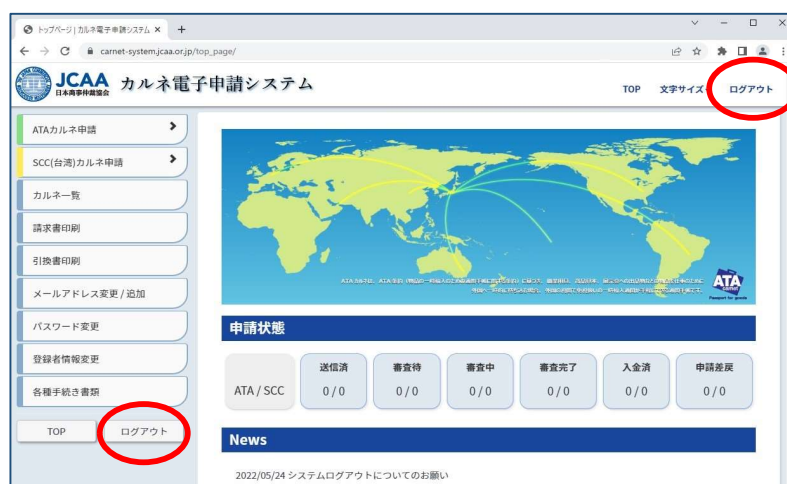 トップページ | カルネ電子申請システム
carnet-system.jcaa.or.jp/top_page/
JCAA
日本商事仲裁協会
カルネ電子申請システム
TOP 文字サイズ ログアウト
ATAカルネ申請
SCC(台湾)カルネ申請
カルネ一覧
請求書印刷
引換書印刷
メールアドレス変更 / 追加
パスワード変更
登録者情報変更
各種手続き書類
TOP ログアウト
ATA
carnet
Passport for goods
申請状態
ATA / SCC
送信済 審査待 審査中 審査完了 入金済 申請差戻
0 / 0 0 / 0 0 / 0 0 / 0 0 / 0 0 / 0
News
2022/05/24 システムログアウトについてのお願い